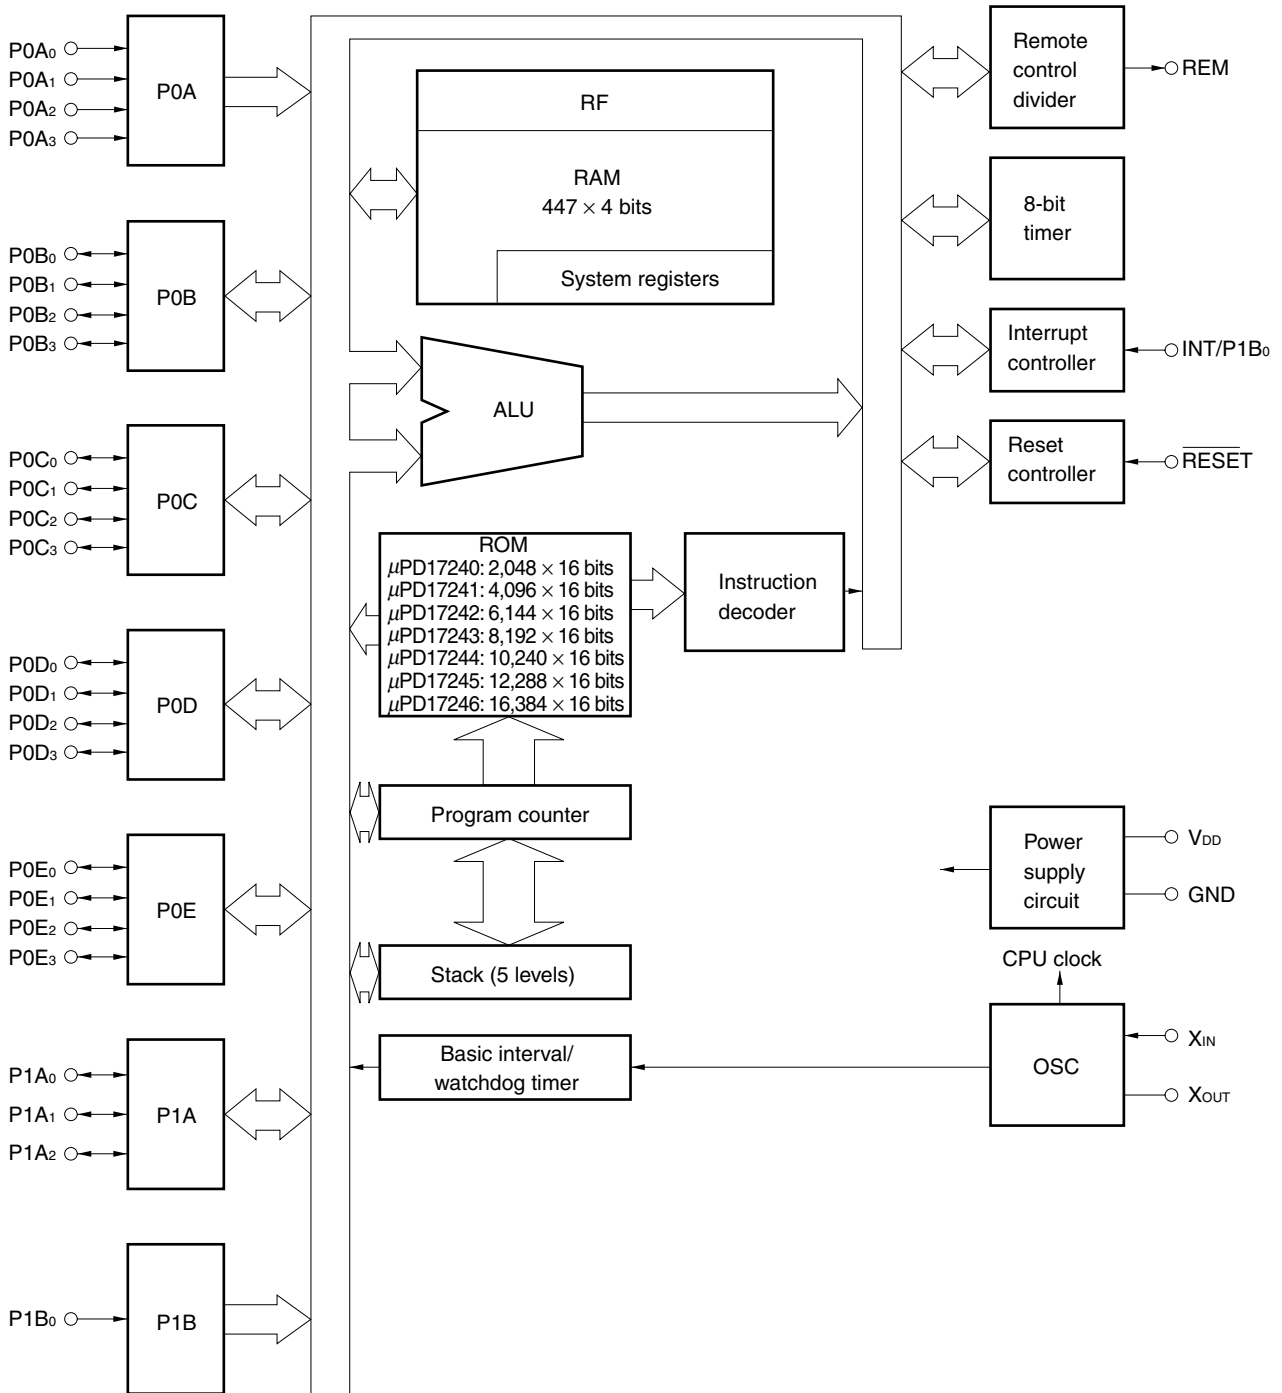 P0A0
P0A1
P0A2
P0A3
P0A
P0B0
P0B1
P0B2
P0B3
P0B
P0C0
P0C1
P0C2
P0C3
P0C
P0D0
P0D1
P0D2
P0D3
P0D
P0E0
P0E1
P0E2
P0E3
P0E
P1A0
P1A1
P1A2
P1A
P1B0
P1B
RF
RAM
447 × 4 bits
System registers
ALU
ROM
μPD17240: 2,048 × 16 bits
μPD17241: 4,096 × 16 bits
μPD17242: 6,144 × 16 bits
μPD17243: 8,192 × 16 bits
μPD17244: 10,240 × 16 bits
μPD17245: 12,288 × 16 bits
μPD17246: 16,384 × 16 bits
Instruction
decoder
Program counter
Stack (5 levels)
Basic interval/
watchdog timer
Remote
control
divider
REM
8-bit
timer
Interrupt
controller
INT/P1B0
Reset
controller
RESET
Power
supply
circuit
VDD
GND
CPU clock
OSC
XIN
XOUT